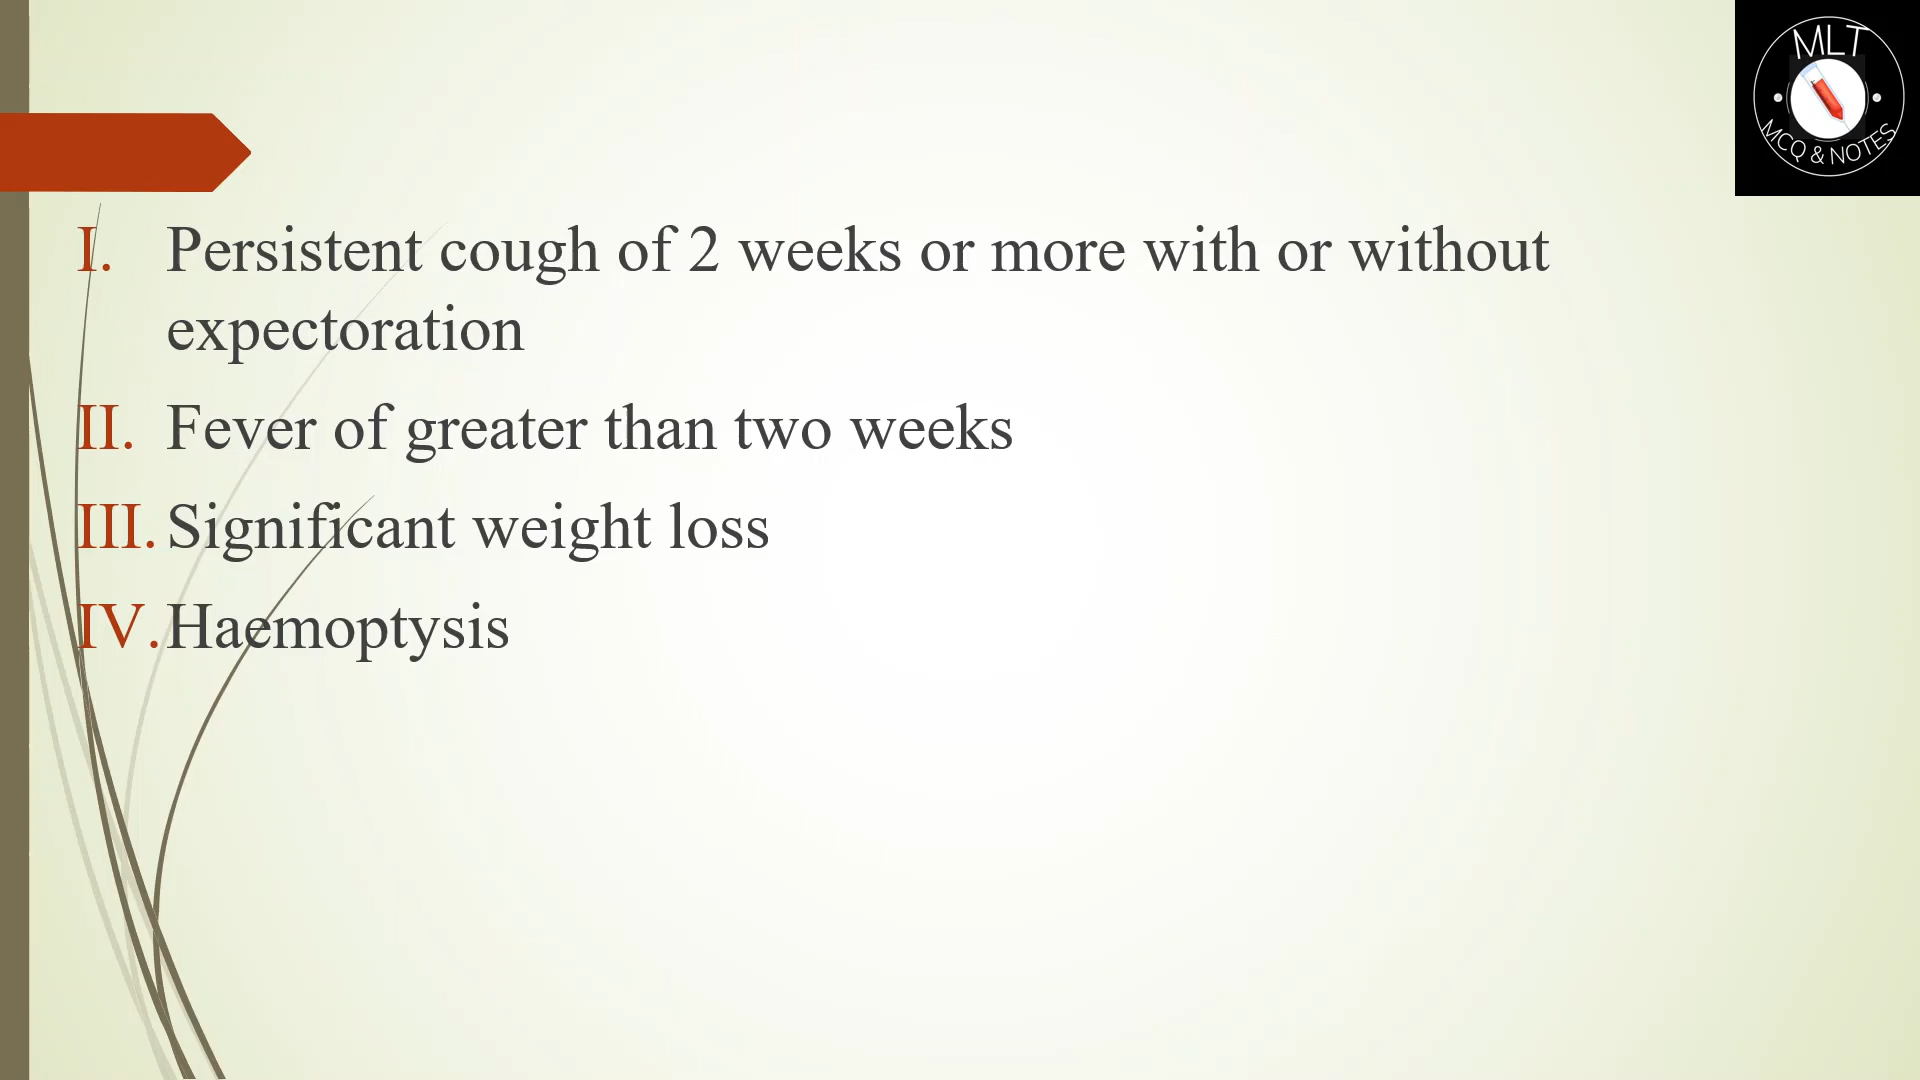 MLT
MCQ & NOTES
I. Persistent cough of 2 weeks or more with or without
expectoration
II. Fever of greater than two weeks
III. Significant weight loss
IV. Haemoptysis